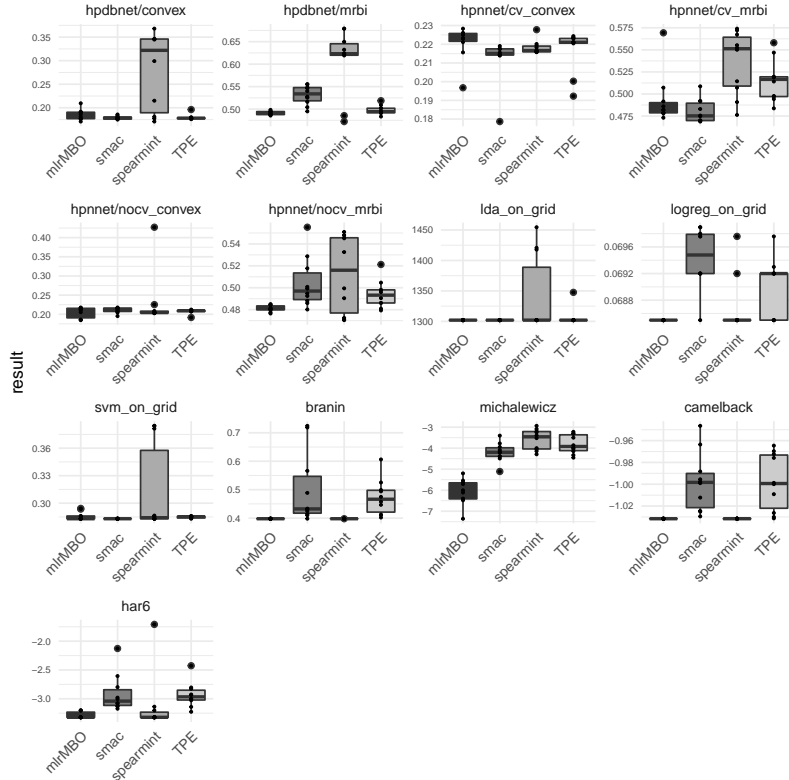 hpdbnet/convex
hpdbnet/mrbi
hpnnet/cv_convex
hpnnet/cv_mrbi
0.35
0.30
0.25
0.20
0.65
0.60
0.55
0.50
0.23
0.22
0.21
0.20
0.19
0.18
0.575
0.550
0.525
0.500
0.475
mlrMBO
smac
spearmint
TPE
mlrMBO
smac
spearmint
TPE
mlrMBO
smac
spearmint
TPE
mlrMBO
smac
spearmint
TPE
hpnnet/nocv_convex
hpnnet/nocv_mrbi
lda_on_grid
logreg_on_grid
0.40
0.35
0.30
0.25
0.20
0.54
0.52
0.50
0.48
1450
1400
1350
1300
0.0696
0.0692
0.0688
mlrMBO
smac
spearmint
TPE
mlrMBO
smac
spearmint
TPE
mlrMBO
smac
spearmint
TPE
mlrMBO
smac
spearmint
TPE
result
svm_on_grid
branin
michalewicz
camelback
0.36
0.33
0.30
0.7
0.6
0.5
0.4
−3
−4
−5
−6
−7
−0.96
−0.98
−1.00
−1.02
mlrMBO
smac
spearmint
TPE
mlrMBO
smac
spearmint
TPE
mlrMBO
smac
spearmint
TPE
mlrMBO
smac
spearmint
TPE
har6
−2.0
−2.5
−3.0
mlrMBO
smac
spearmint
TPE